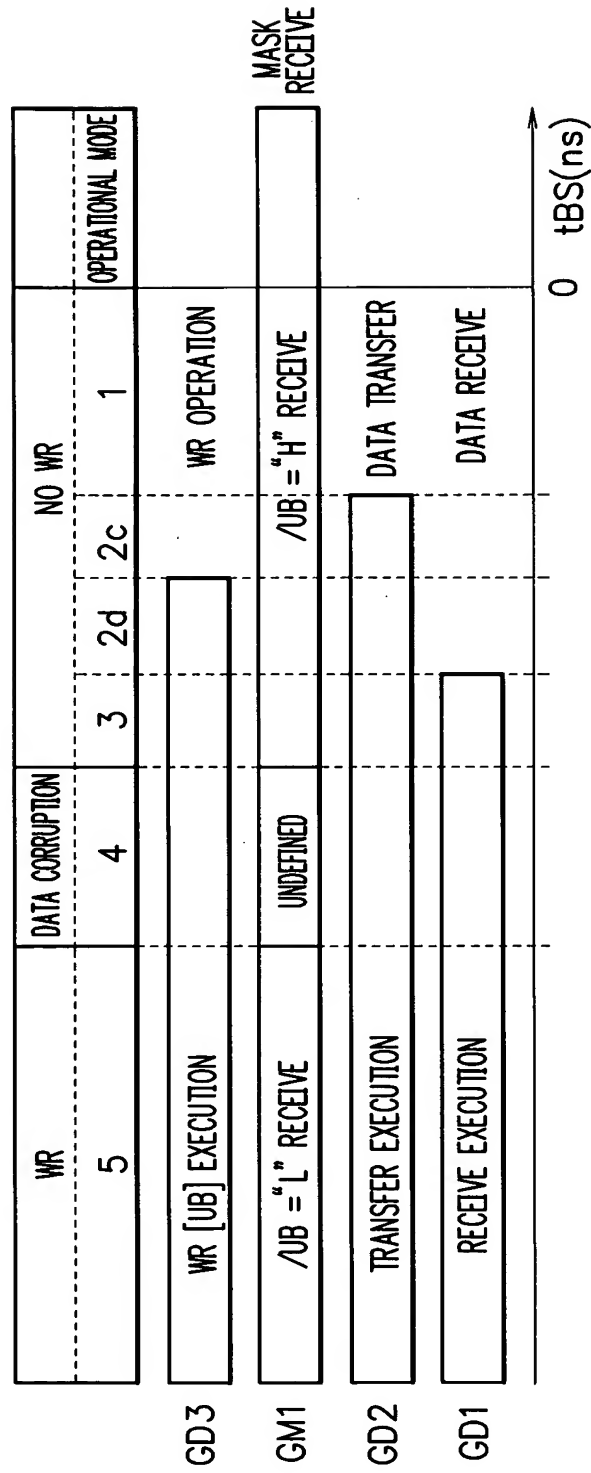 WR
DATA CORRUPTION
NO WR
5
4
3
2d
2c
1
OPERATIONAL MODE
GD3
WR [UB] EXECUTION
WR OPERATION
GM1
/UB = “L” RECEIVE
UNDEFINED
/UB = “H” RECEIVE
MASK
RECEIVE
GD2
TRANSFER EXECUTION
DATA TRANSFER
GD1
RECEIVE EXECUTION
DATA RECEIVE
0
tBS(ns)